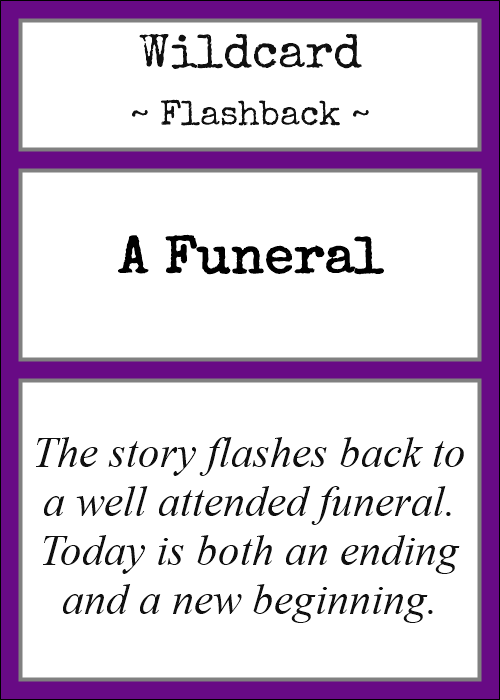 Wildcard
~ Flashback ~
A Funeral
The story flashes back to
a well attended funeral.
Today is both an ending
and a new beginning.